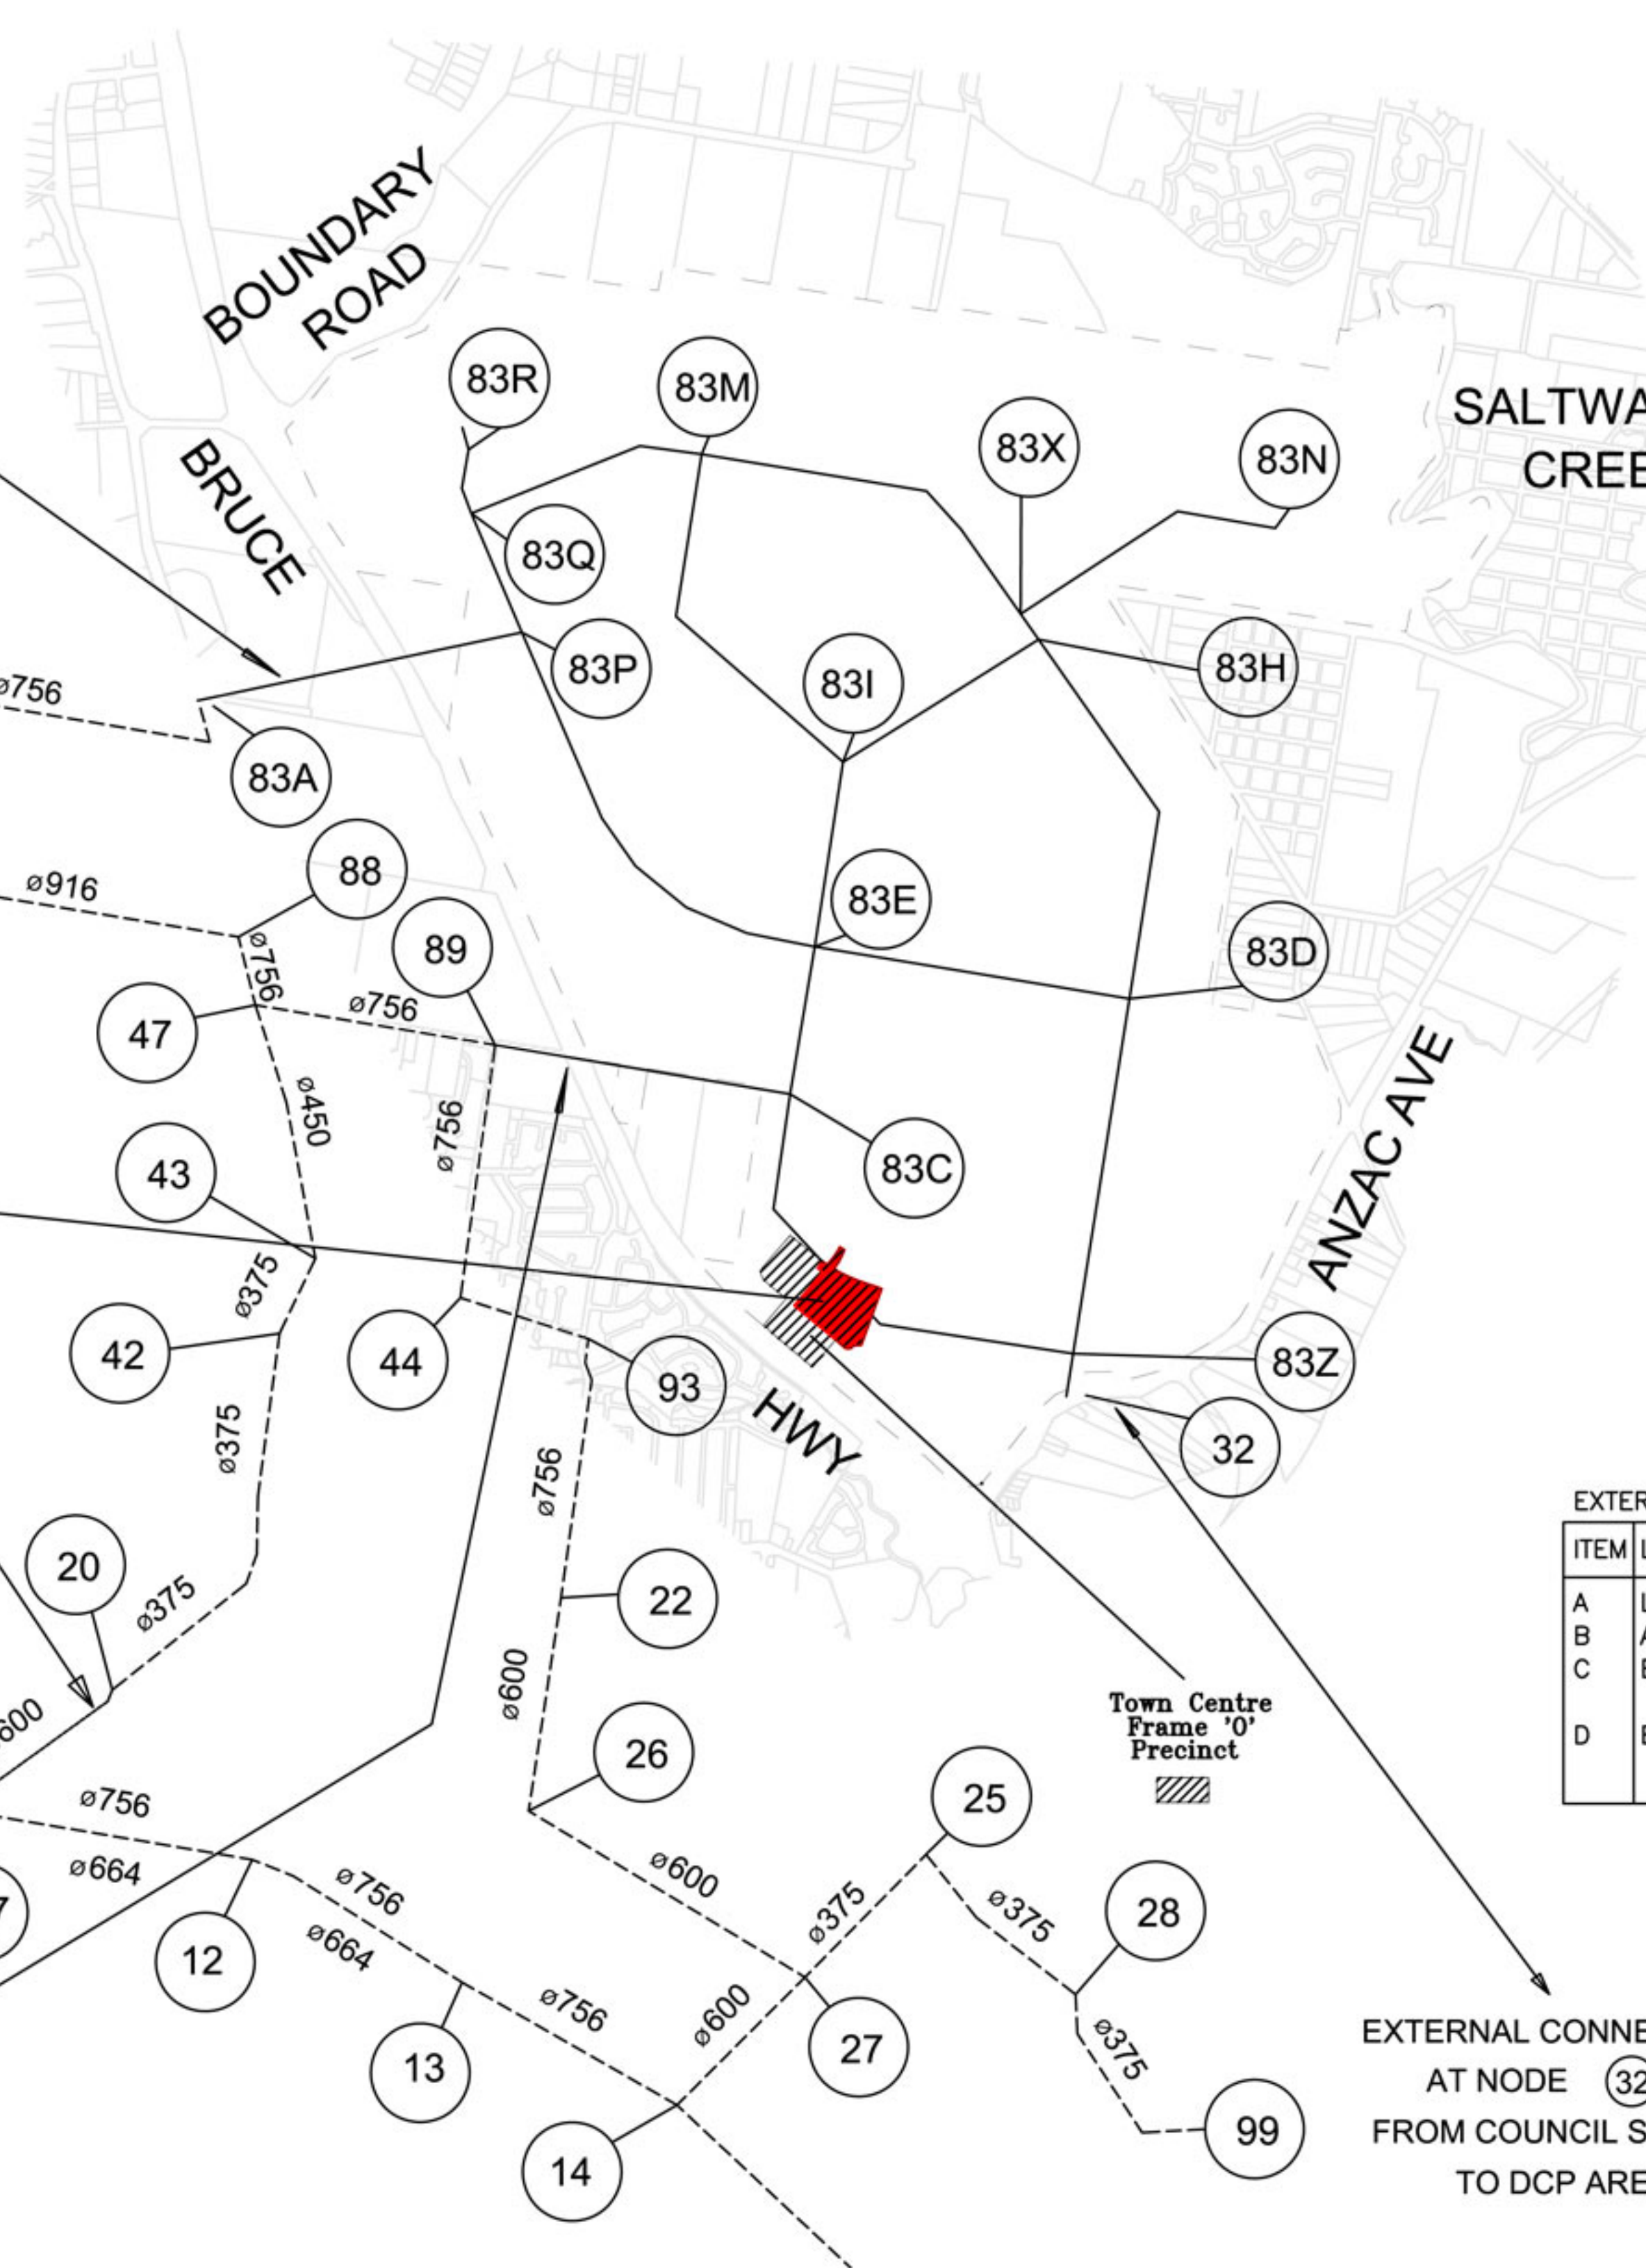 BOUNDARY
ROAD
83R
83M
83X
83N
SALTWA
CREE
BRUCE
83Q
83P
83I
83H
ø756
83A
88
ø916
83E
89
83D
ø756
ø756
47
ANZAC AVE
ø450
ø756
43
83C
ø375
42
44
83Z
93
HWY
ø375
32
ø756
EXTER
ITEM
20
22
ø375
A
B
C
D
ø600
Town Centre
Frame 'O'
Precinct
600
26
25
ø756
ø664
ø600
ø756
ø375
ø375
28
7
12
ø664
ø756
ø600
27
ø375
13
14
99
EXTERNAL CONNE
AT NODE 32
FROM COUNCIL S
TO DCP ARE